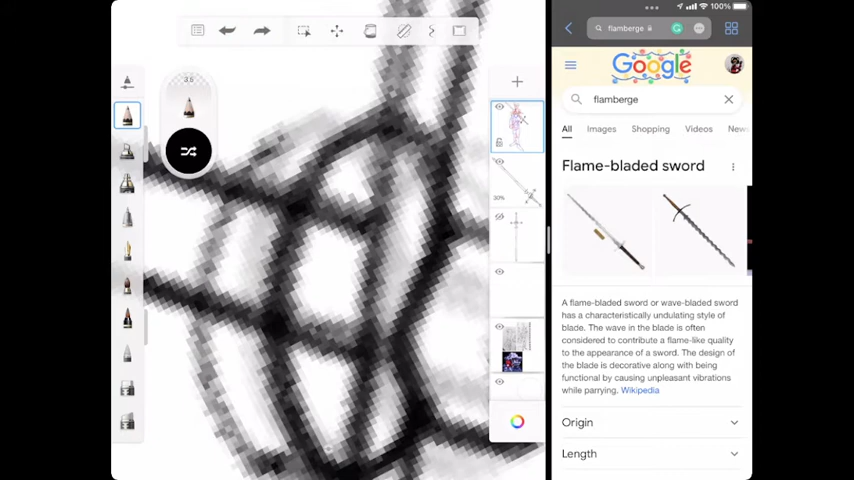 100%
flamberge
Google
flamberge
All Images Shopping Videos New
Flame-bladed sword
A flame-bladed sword or wave-bladed sword
has a characteristically undulating style of
blade. The wave in the blade is often
considered to contribute a flame-like quality
to the appearance of a sword. The design of
the blade is decorative along with being
functional by causing unpleasant vibrations
while parrying. Wikipedia
Origin
Length
3.5
30%